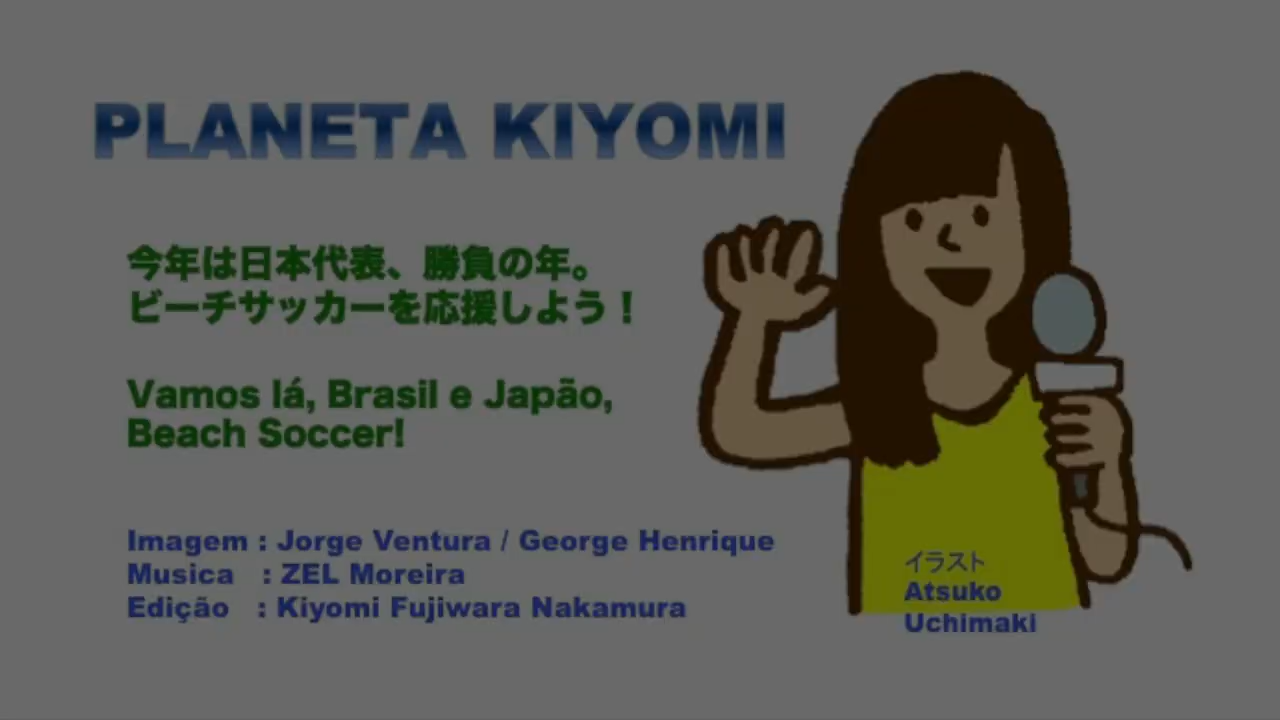 PLANETA KIYOMI
今年は日本代表、勝負の年。
ビーチサッカーを応援しよう！
Vamos lá, Brasil e Japão,
Beach Soccer!
Imagem : Jorge Ventura / George Henrique
Musica : ZEL Moreira
Edição : Kiyomi Fujiwara Nakamura
イラスト
Atsuko
Uchimaki